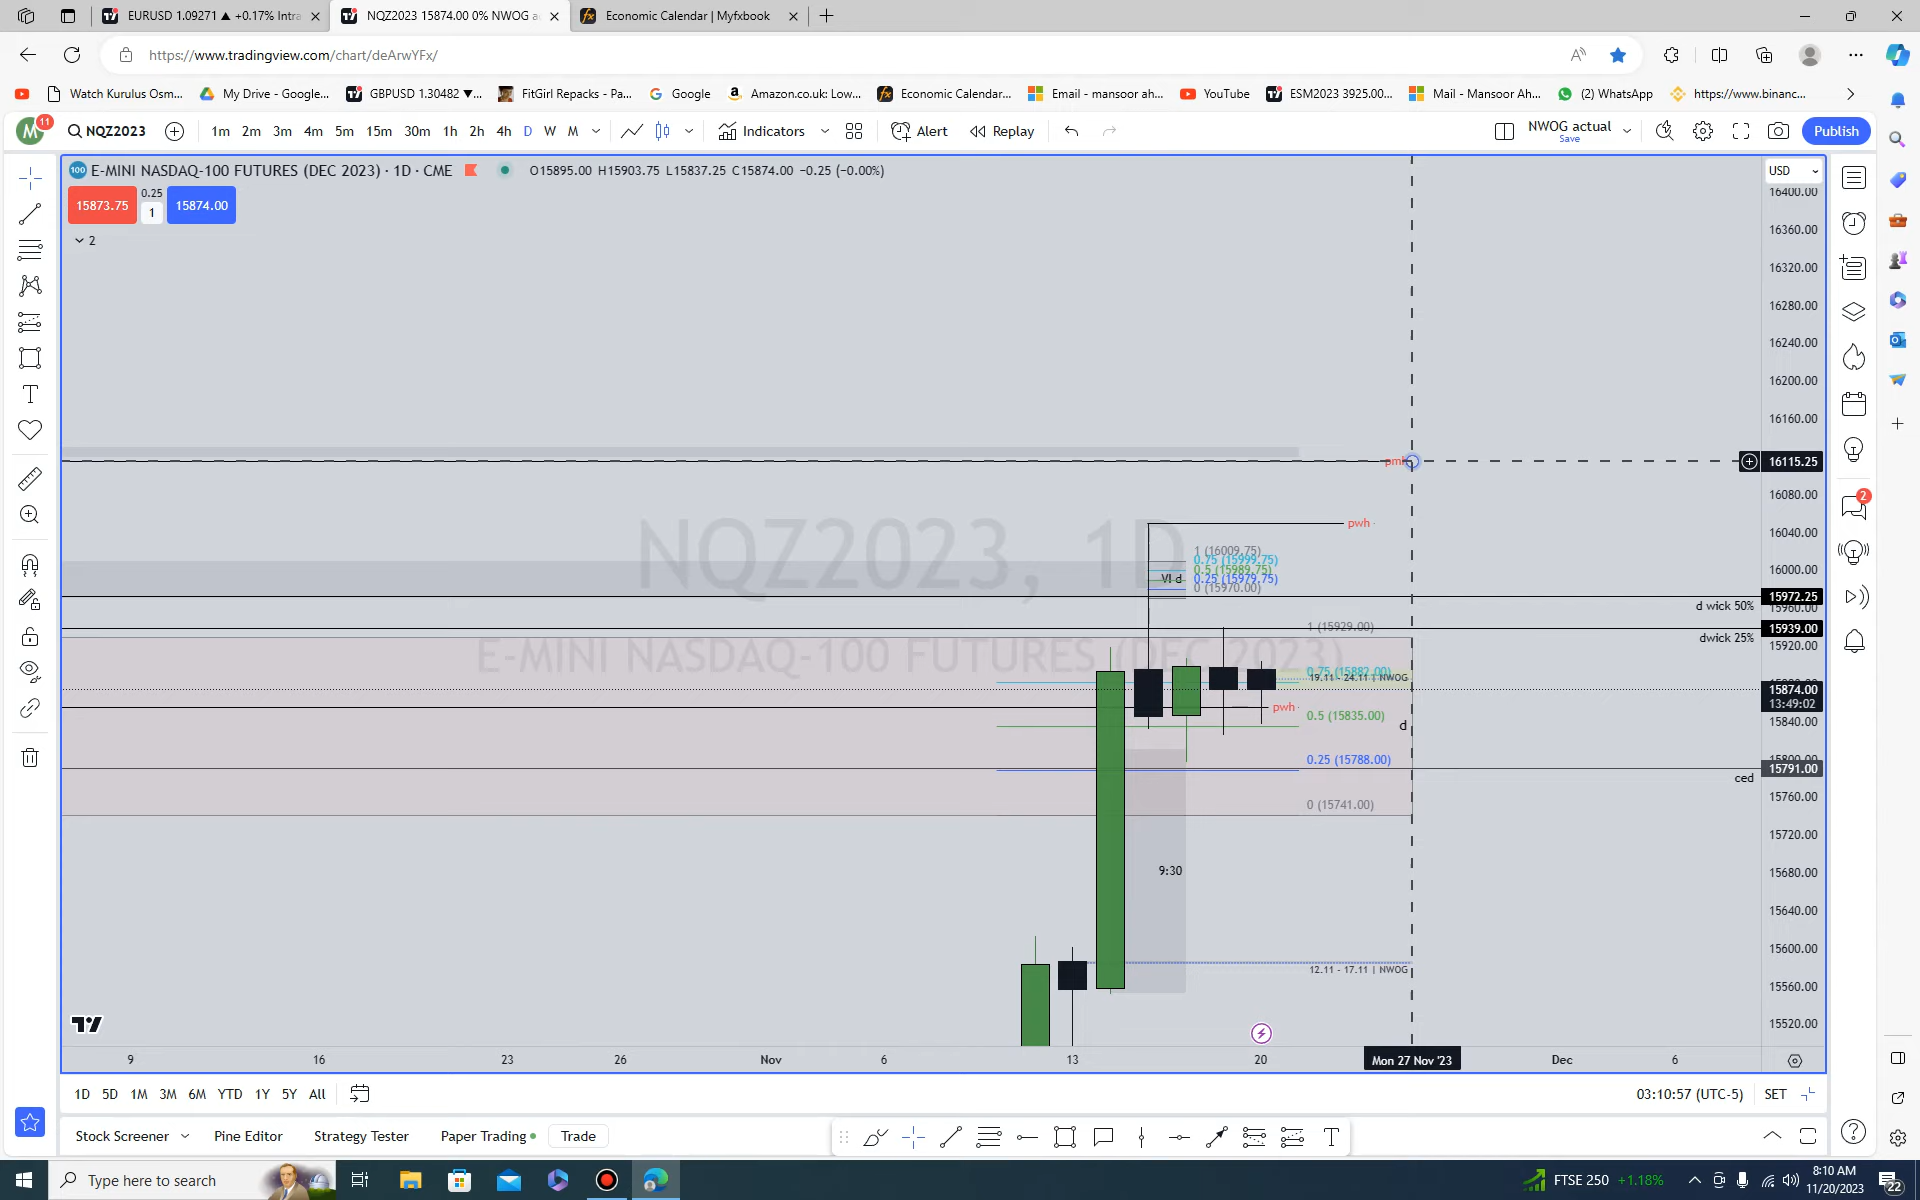 EURUSD 1.09271 ▲ +0.17% Intra
NQZ2023 15874.00 0% NWOG a
Economic Calendar | Myfxbook
https://www.tradingview.com/chart/deArwYFx/
Watch Kurulus Osm...
My Drive - Google...
GBPUSD 1.30482 ▼...
FitGirl Repacks - Pa...
Google
Amazon.co.uk: Low...
Economic Calendar...
Email - mansoor ah...
YouTube
ESM2023 3925.00...
Mail - Mansoor Ah...
(2) WhatsApp
https://www.binanc...
M
11
NQZ2023
1m 2m 3m 4m 5m 15m 30m 1h 2h 4h D W M
Indicators
Alert
Replay
NWOG actual
Save
Publish
100 E-MINI NASDAQ-100 FUTURES (DEC 2023) · 1D · CME
O15895.00 H15903.75 L15837.25 C15874.00 −0.25 (−0.00%)
USD
15873.75
0.25
1
15874.00
2
16400.00
16360.00
16320.00
16280.00
16240.00
16200.00
16160.00
pmh
16115.25
16080.00
NQZ2023, 1D
E-MINI NASDAQ-100 FUTURES (DEC 2023)
pwh
16040.00
1 (16009.75)
0.75 (15999.75)
0.5 (15989.75)
VI d
0.25 (15979.75)
0 (15970.00)
16000.00
15972.25
d wick 50%
15960.00
1 (15929.00)
15939.00
dwick 25%
15920.00
0.75 (15882.00)
19.11 - 24.11 | NWOG
15874.00
13:49:02
pwh
0.5 (15835.00)
d
15840.00
0.25 (15788.00)
15800.00
15791.00
ced
0 (15741.00)
15760.00
15720.00
9:30
15680.00
15640.00
15600.00
12.11 - 17.11 | NWOG
15560.00
15520.00
9 16 23 26 Nov 6 13 20 Mon 27 Nov '23 Dec 6
1D 5D 1M 3M 6M YTD 1Y 5Y All
03:10:57 (UTC-5)
SET
Stock Screener
Pine Editor
Strategy Tester
Paper Trading
Trade
2
Type here to search
FTSE 250 +1.18%
8:10 AM
11/20/2023
22